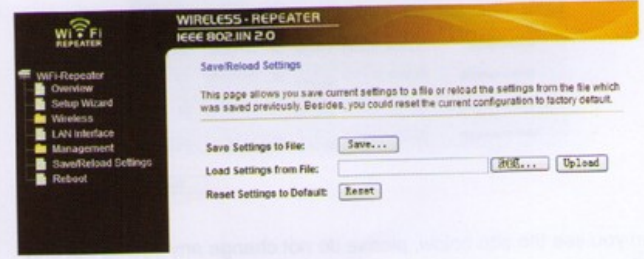 Wi Fi
REPEATER
WIRELESS - REPEATER
IEEE 802.11N 2.0
WiFi-Repeater
Overview
Setup Wizard
Wireless
LAN Interface
Management
Save/Reload Settings
Reboot
Save/Reload Settings
This page allows you save current settings to a file or reload the settings from the file which
was saved previously. Besides, you could reset the current configuration to factory default.
Save Settings to File: Save...
Load Settings from File: ... Upload
Reset Settings to Default: Reset